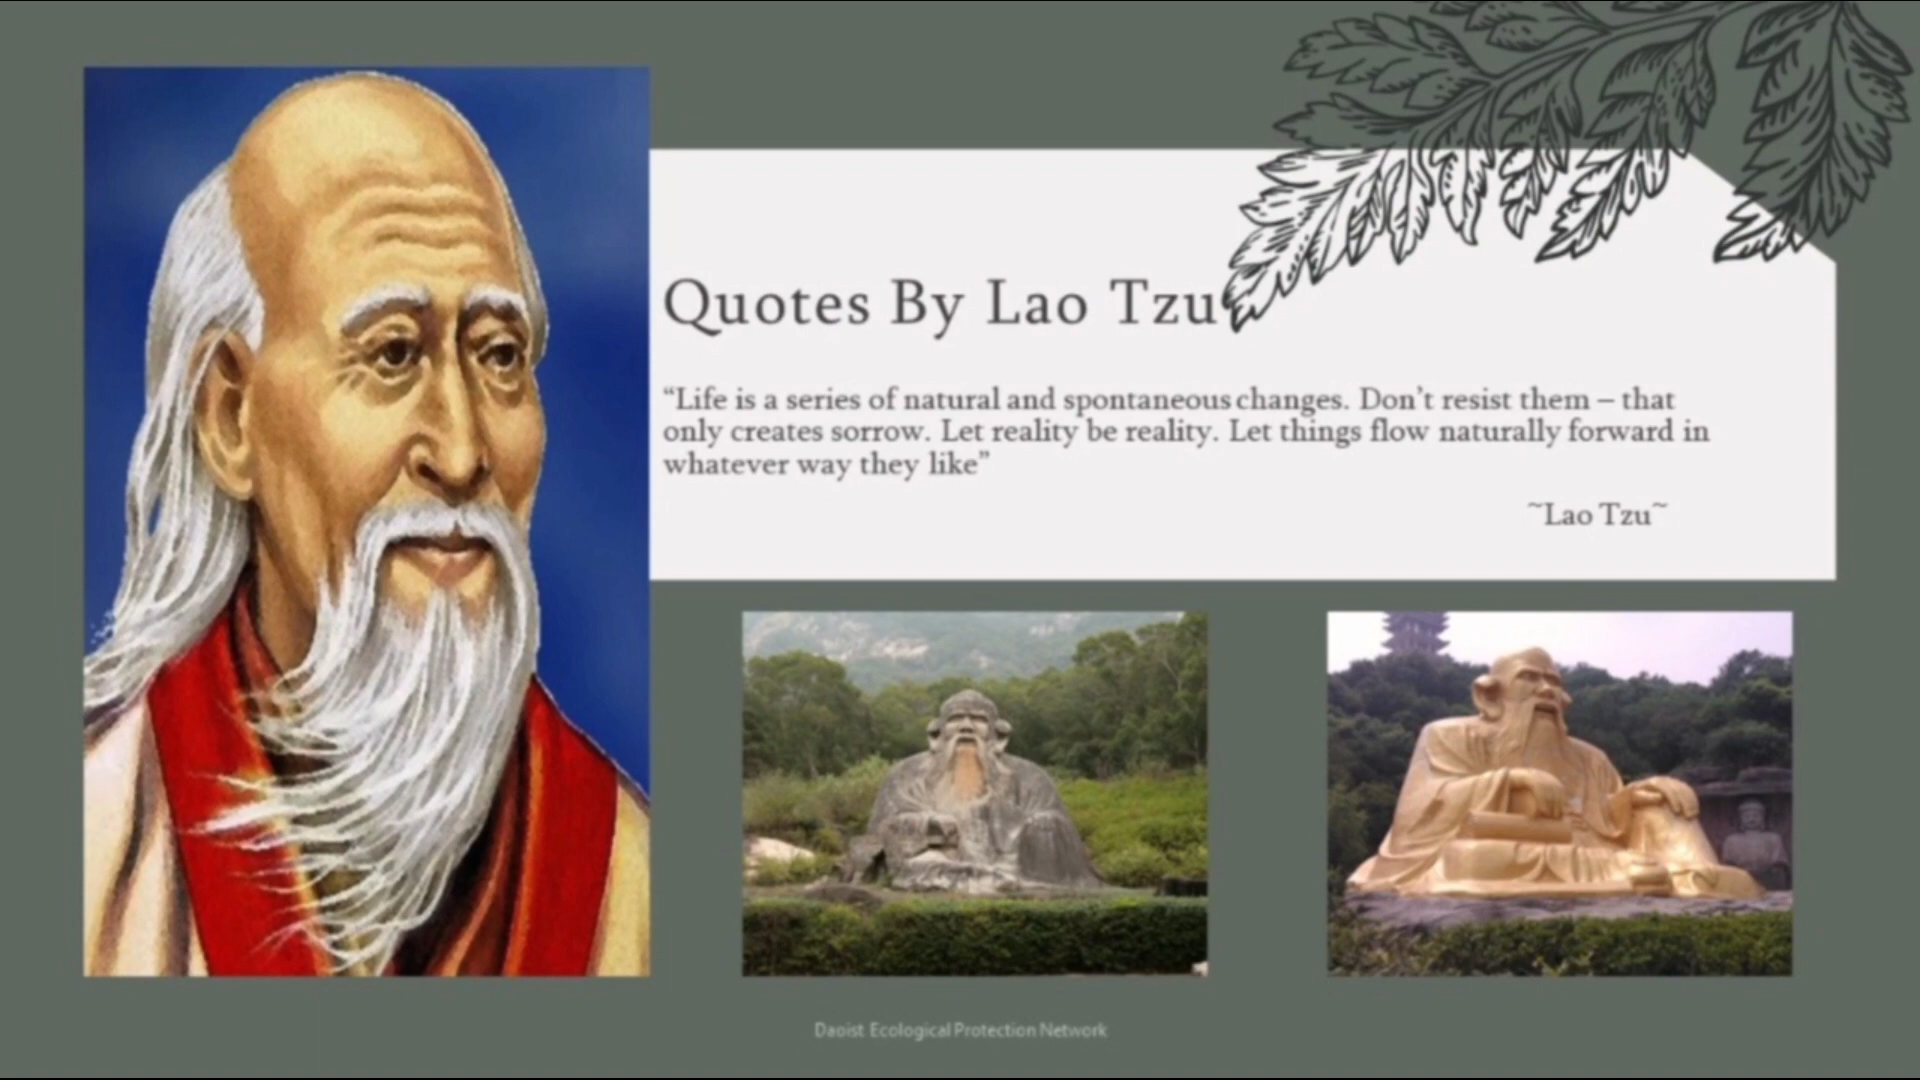 Quotes By Lao Tzu
“Life is a series of natural and spontaneous changes. Don’t resist them – that
only creates sorrow. Let reality be reality. Let things flow naturally forward in
whatever way they like”
~Lao Tzu~
Daoist Ecological Protection Network